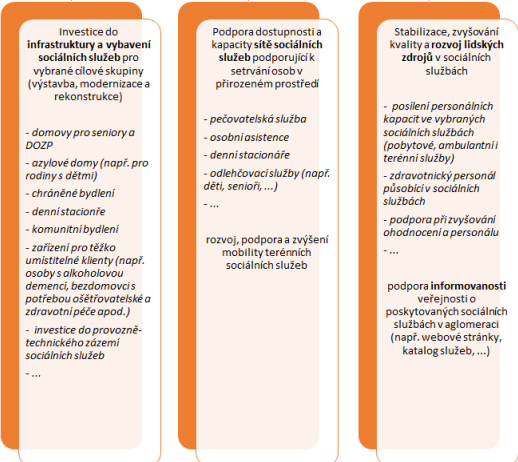 Investice do
infrastruktury a vybavení
sociálních služeb pro
vybrané cílové skupiny
(výstavba, modernizace a
rekonstrukce)
- domovy pro seniory a
DOZP
- azylové domy (např. pro
rodiny s dětmi)
- chráněné bydlení
- denní stacionře
- komunitní bydlení
- zařízení pro těžko
umistitelné klienty (např.
osoby s alkoholovou
demencí, bezdomovci s
potřebou ošětřovatelské a
zdravotní péče apod.)
- investice do provozně-
technického zázemí
sociálních služeb
- ...
Podpora dostupnosti a
kapacity sítě sociálních
služeb podporující k
setrvání osob v
přirozeném prostředí
- pečovatelská služba
- osobní asistence
- denní stacionáře
- odlehčovací služby (např.
děti, senioři, ...)
- ...
rozvoj, podpora a zvýšení
mobility terénních
sociálních služeb
Stabilizace, zvyšování
kvality a rozvoj lidských
zdrojů v sociálních
službách
- posílení personálních
kapacit ve vybraných
sociálních službách
(pobytové, ambulantní i
terénní služby)
- zdravotnický personál
působící v sociálních
službách
- podpora při zvyšování
ohodnocení a personálu
- ...
podpora informovanosti
veřejnosti o
poskytovaných sociálních
službách v aglomeraci
(např. webové stránky,
katalog služeb, ...)